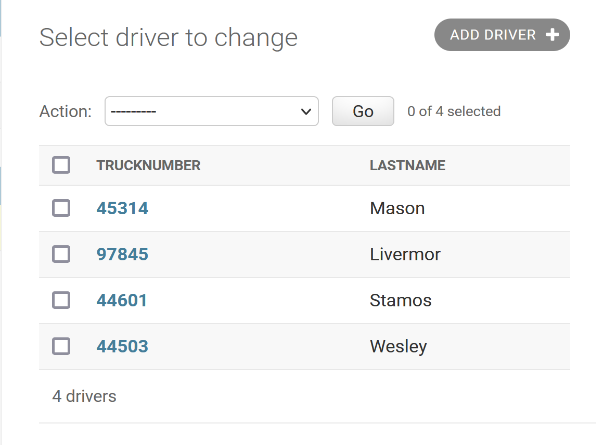 Select driver to change
ADD DRIVER +
Action: --------- Go 0 of 4 selected
TRUCKNUMBER LASTNAME
45314 Mason
97845 Livermor
44601 Stamos
44503 Wesley
4 drivers